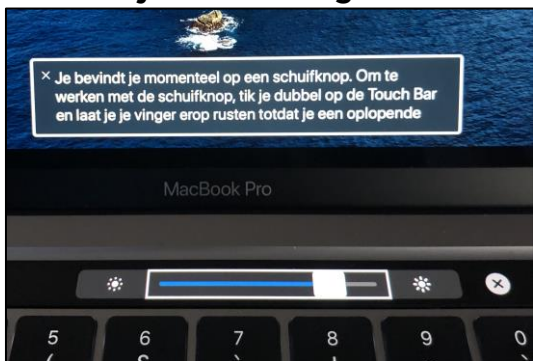 × Je bevindt je momenteel op een schuifknop. Om te
werken met de schuifknop, tik je dubbel op de Touch Bar
en laat je je vinger erop rusten totdat je een oplopende
MacBook Pro
5 6 7 8 9 0